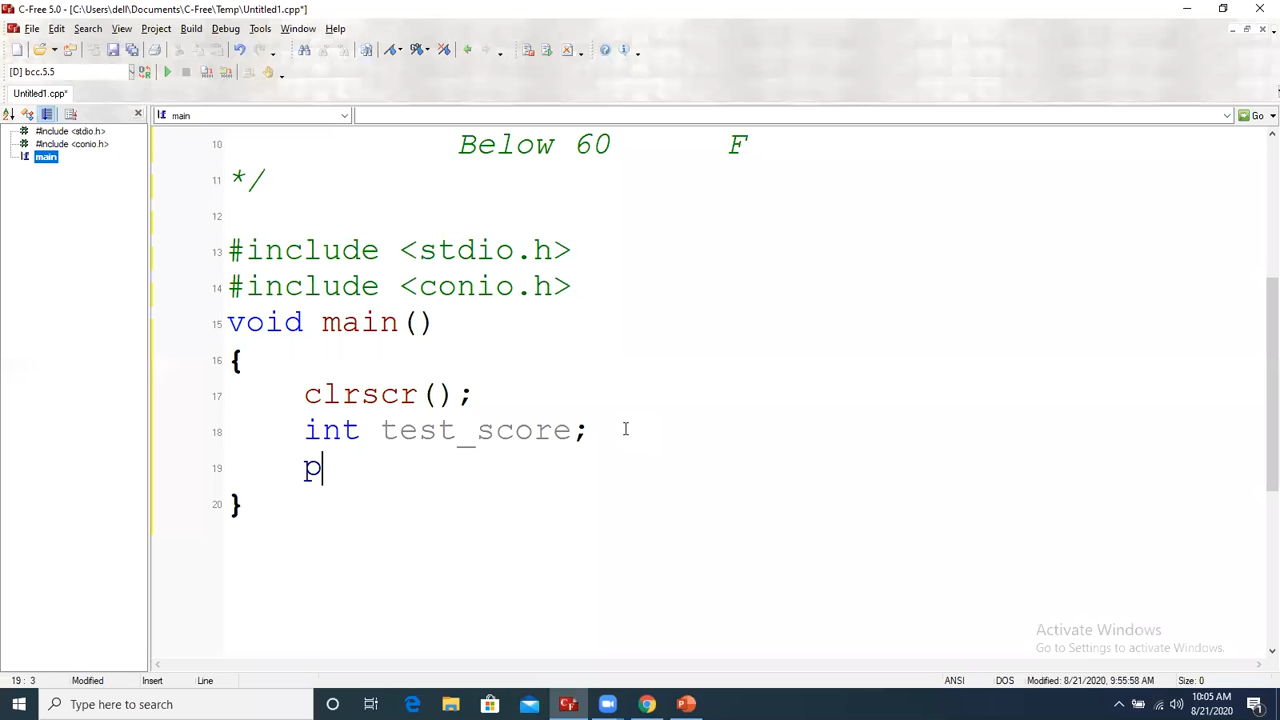 C-Free 5.0 - [C:\Users\dell\Documents\C-Free\Temp\Untitled1.cpp*]
File Edit Search View Project Build Debug Tools Window Help
[D] bcc.5.5
Untitled1.cpp*
main
Go
#include <stdio.h>
#include <conio.h>
main
10 Below 60 F
11 */
12
13 #include <stdio.h>
14 #include <conio.h>
15 void main()
16 {
17 clrscr();
18 int test_score;
19 p
20 }
Activate Windows
Go to Settings to activate Windows.
19 : 3 Modified Insert Line ANSI DOS Modified: 8/21/2020, 9:55:58 AM Size: 0
Type here to search
10:05 AM
8/21/2020